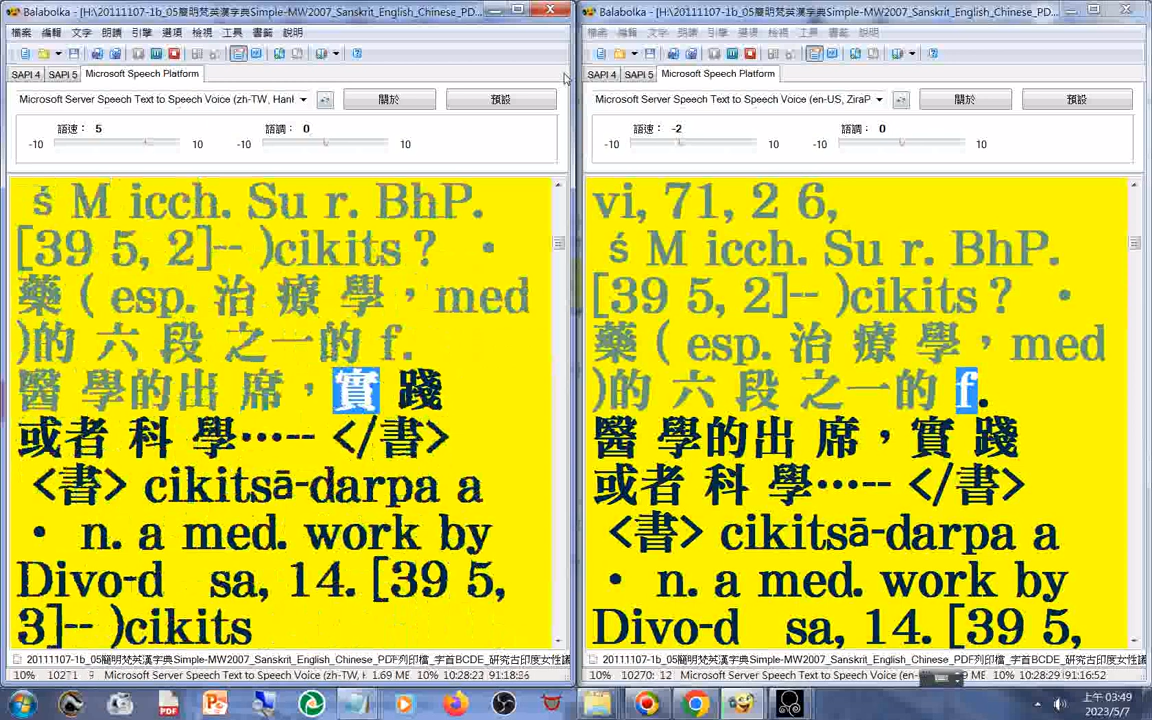 Balabolka - [H:\20111107-1b_05簡明梵英漢字典Simple-MW2007_Sanskrit_English_Chinese_PD...
檔案 編輯 文字 朗讀 引擎 選項 檢視 工具 書籤 說明
SAPI 4 SAPI 5 Microsoft Speech Platform
Microsoft Server Speech Text to Speech Voice (zh-TW, HanI 關於 預設
語速： 5 語調： 0
-10 10 -10 10
ś M icch. Su r. BhP.
[39 5, 2]-- )cikits？ •
藥（ esp. 治 療 學，med
)的 六 段 之一的 f.
醫 學的出 席，實 踐
或者 科 學…-- </書>
<書> cikitsā-darpa a
• n. a med. work by
Divo-d sa, 14. [39 5,
3]-- )cikits
20111107-1b_05簡明梵英漢字典Simple-MW2007_Sanskrit_English_Chinese_PDF列印檔_字首BCDE_研究古印度女性議
10% 10271 9 Microsoft Server Speech Text to Speech Voice (zh-TW, H 1.69 MB 10% 10:28:23 91:18:26
Balabolka - [H:\20111107-1b_05簡明梵英漢字典Simple-MW2007_Sanskrit_English_Chinese_PD...
檔案 編輯 文字 朗讀 引擎 選項 檢視 工具 書籤 說明
SAPI 4 SAPI 5 Microsoft Speech Platform
Microsoft Server Speech Text to Speech Voice (en-US, ZiraP 關於 預設
語速： -2 語調： 0
-10 10 -10 10
vi, 71, 2 6,
ś M icch. Su r. BhP.
[39 5, 2]-- )cikits？ •
藥（ esp. 治 療 學，med
)的 六 段 之一的 f.
醫 學的出 席，實 踐
或者 科 學…-- </書>
<書> cikitsā-darpa a
• n. a med. work by
Divo-d sa, 14. [39 5,
20111107-1b_05簡明梵英漢字典Simple-MW2007_Sanskrit_English_Chinese_PDF列印檔_字首BCDE_研究古印度女性議
10% 10270: 12 Microsoft Server Speech Text to Speech Voice (en-U MB 10% 10:28:29 91:16:52
上午 03:49
2023/5/7